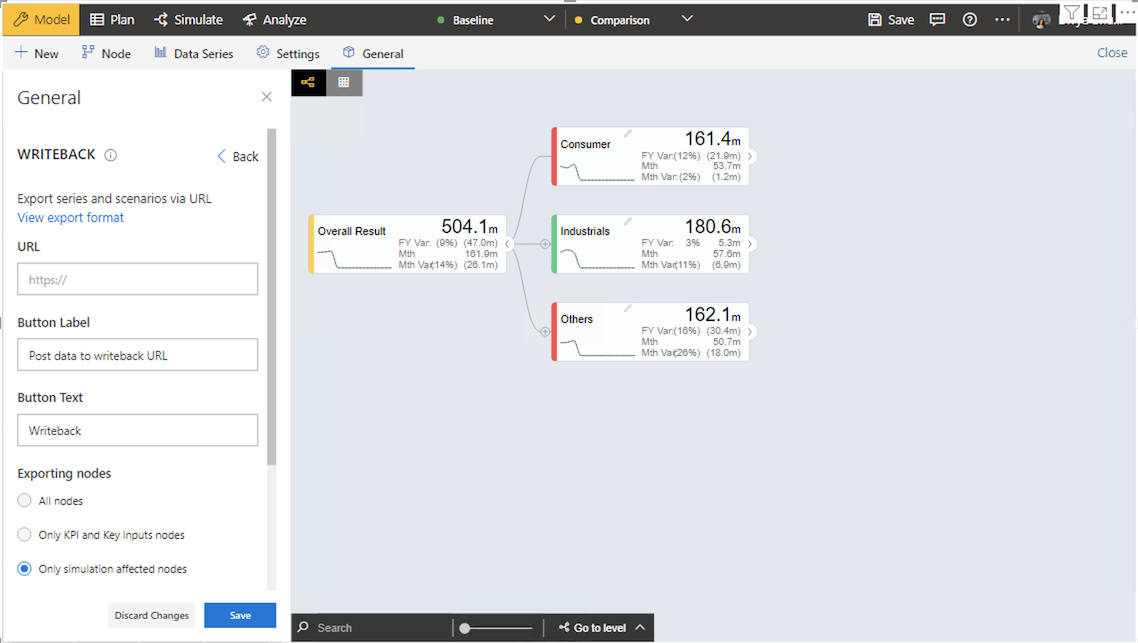 Model Plan Simulate Analyze Baseline Comparison Save
New Node Data Series Settings General Close
General
WRITEBACK Back
Export series and scenarios via URL
View export format
URL
https://
Button Label
Post data to writeback URL
Button Text
Writeback
Exporting nodes
All nodes
Only KPI and Key Inputs nodes
Only simulation affected nodes
Discard Changes Save
Overall Result 504.1m
FY Var: (9%) (47.0m)
Mth 161.9m
Mth Var(14%) (26.1m)
Consumer 161.4m
FY Var:(12%) (21.9m)
Mth 53.7m
Mth Var:(2%) (1.2m)
Industrials 180.6m
FY Var: 3% 5.3m
Mth 57.6m
Mth Var(11%) (6.9m)
Others 162.1m
FY Var:(16%) (30.4m)
Mth 50.7m
Mth Var(26%) (18.0m)
Search Go to level